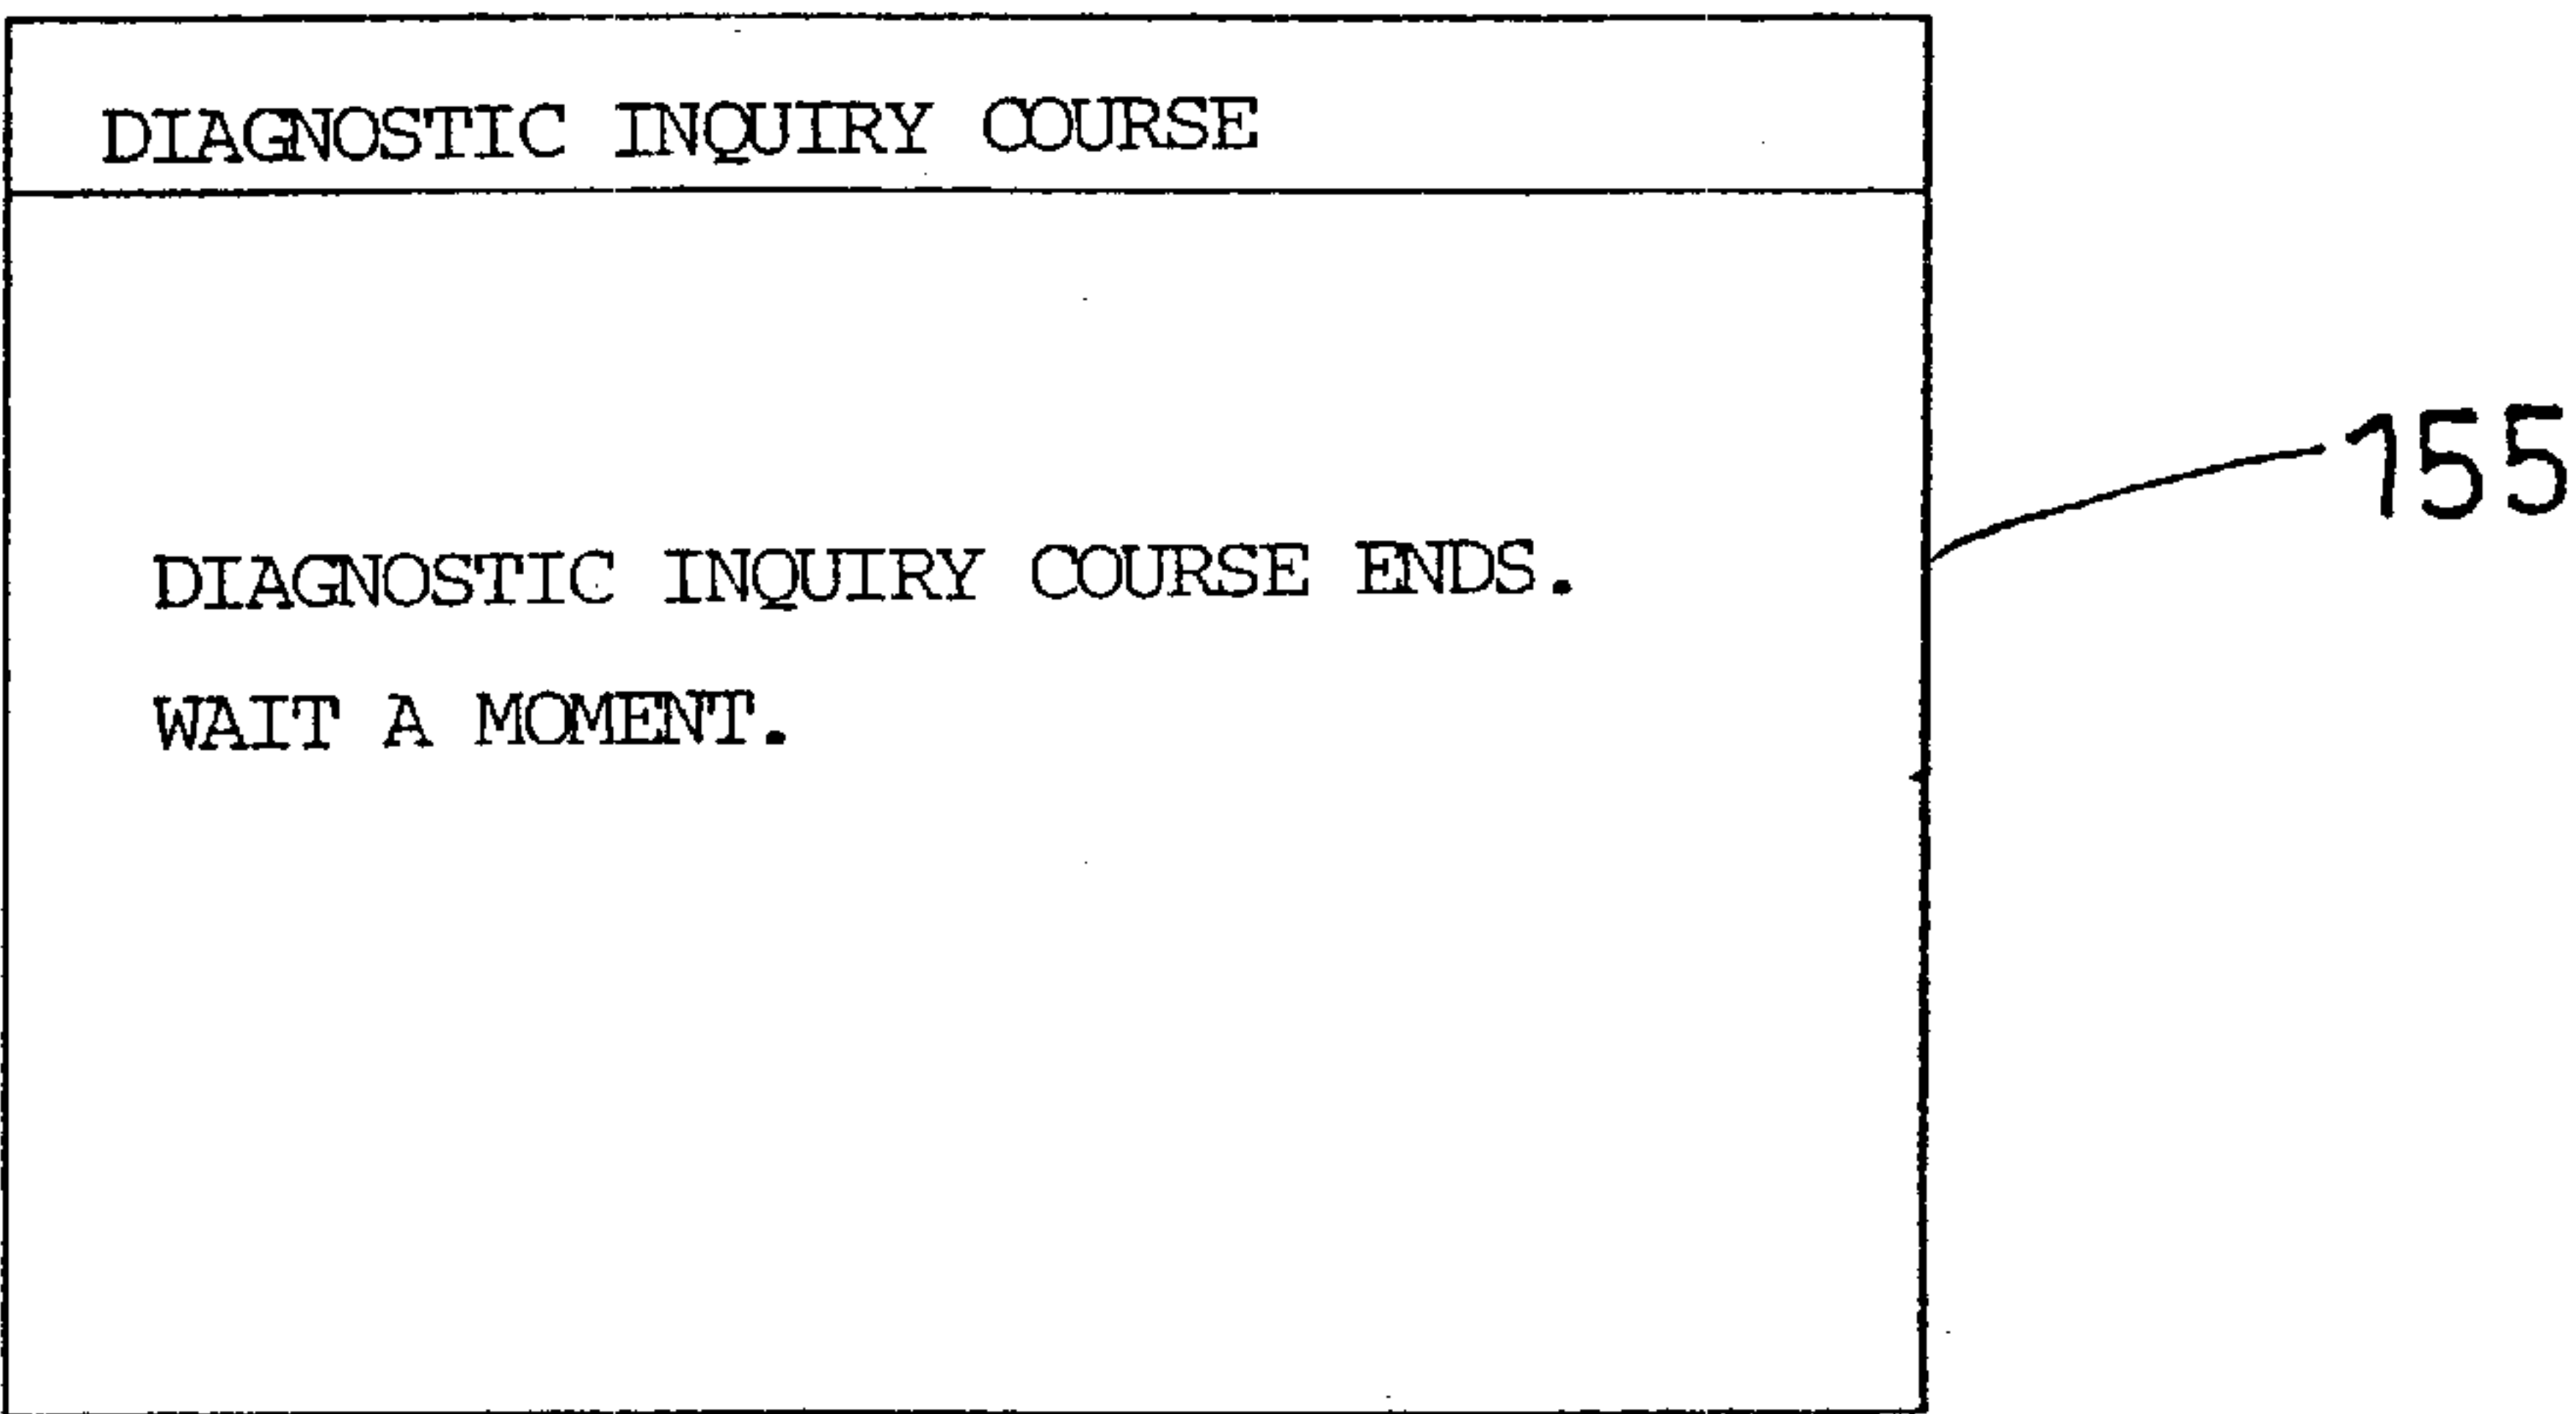 DIAGNOSTIC INQUIRY COURSE
155
DIAGNOSTIC INQUIRY COURSE ENDS.
WAIT A MOMENT.